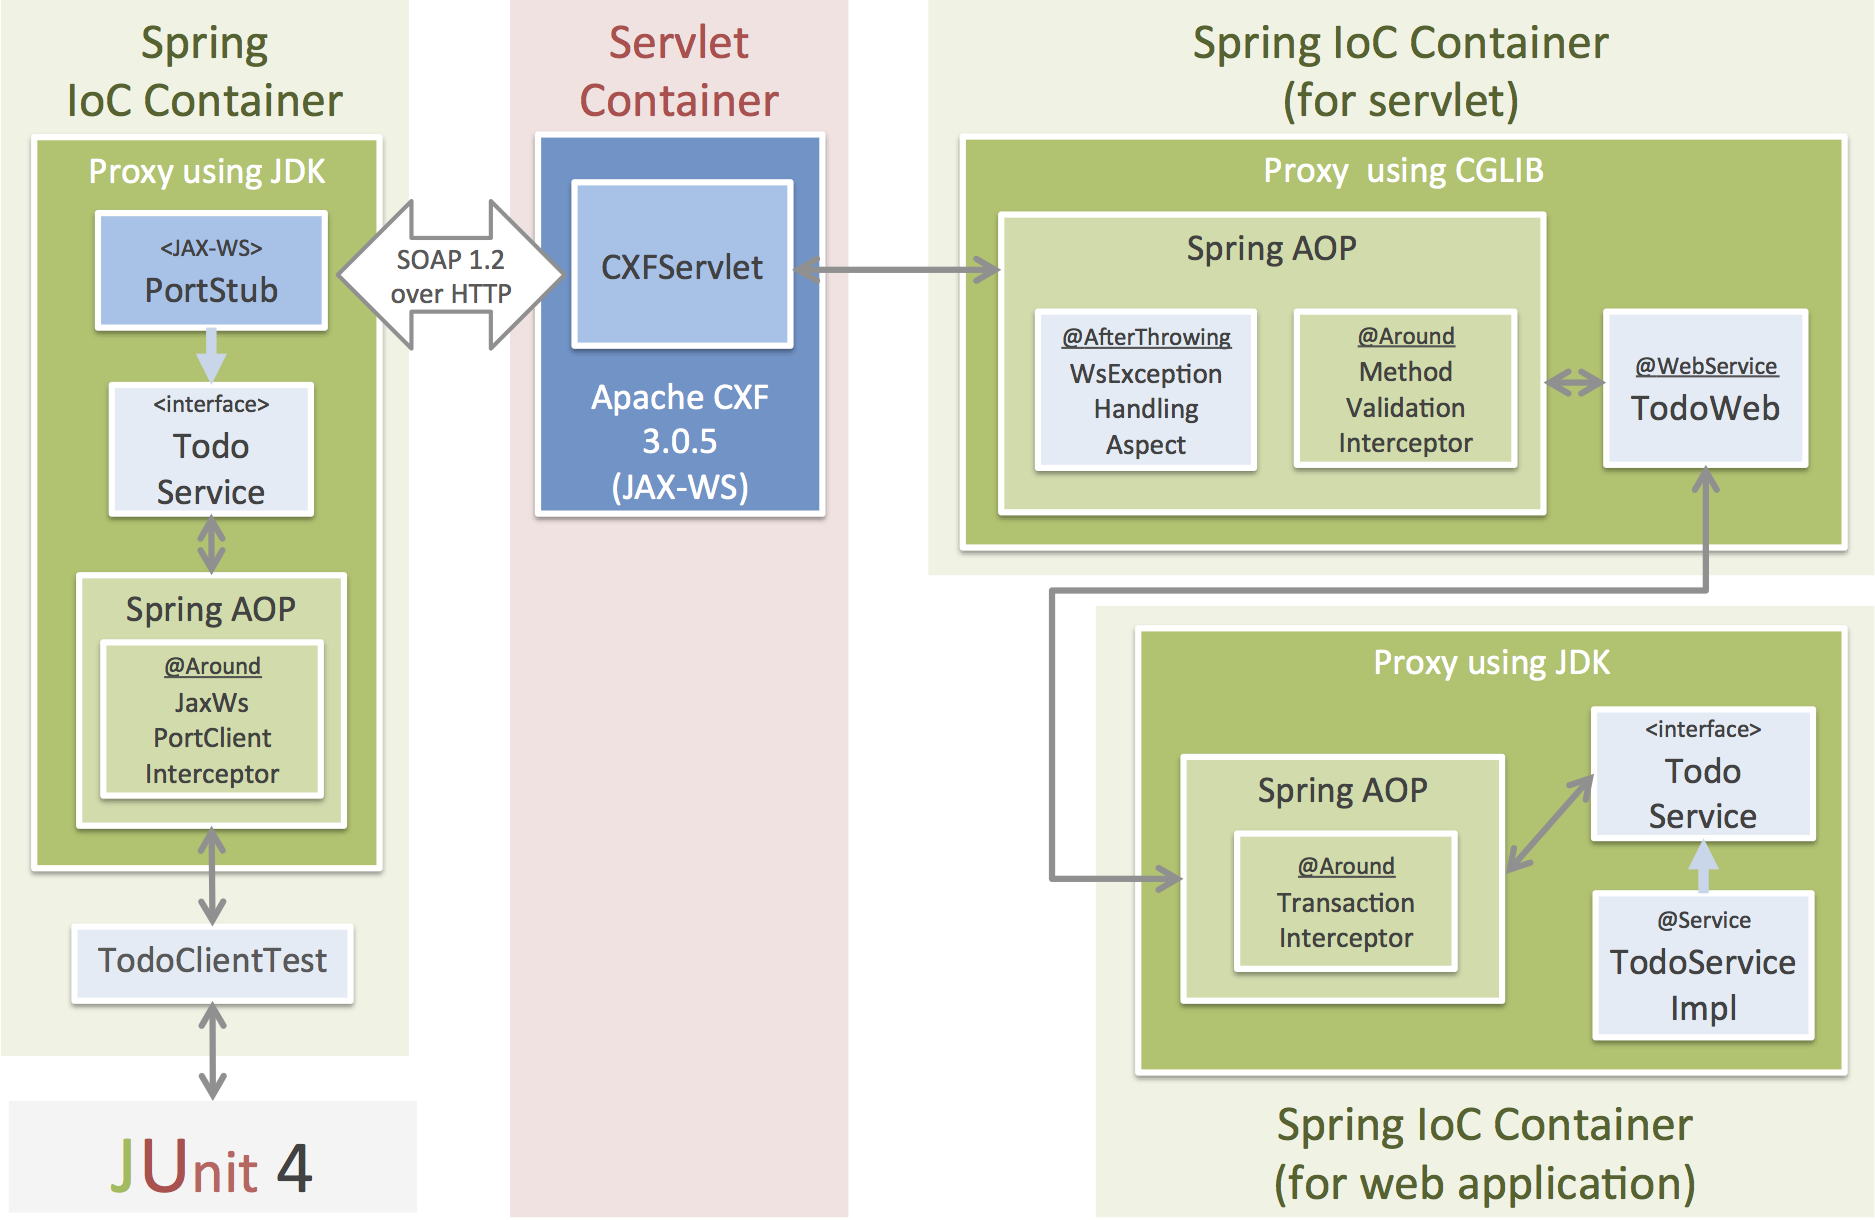 Spring
IoC Container
Proxy using JDK
<JAX-WS>
PortStub
<interface>
Todo
Service
Spring AOP
@Around
JaxWs
PortClient
Interceptor
TodoClientTest
JUnit 4
SOAP 1.2
over HTTP
Servlet
Container
CXFServlet
Apache CXF
3.0.5
(JAX-WS)
Spring IoC Container
(for servlet)
Proxy using CGLIB
Spring AOP
@AfterThrowing
WsException
Handling
Aspect
@Around
Method
Validation
Interceptor
@WebService
TodoWeb
Proxy using JDK
Spring AOP
@Around
Transaction
Interceptor
<interface>
Todo
Service
@Service
TodoService
Impl
Spring IoC Container
(for web application)